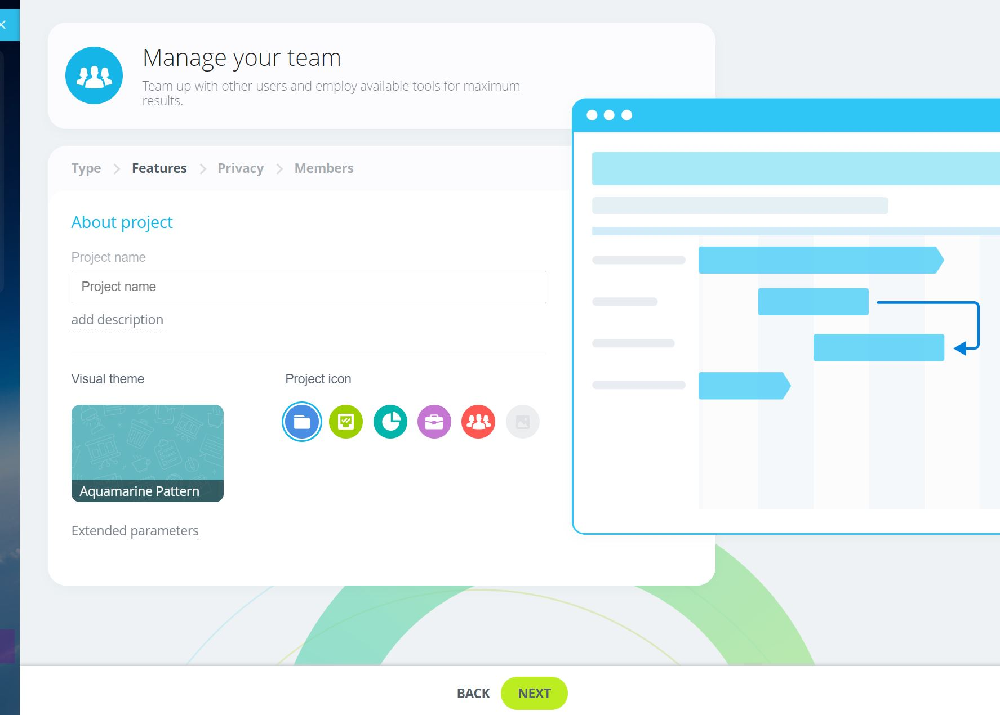 Manage your team
Team up with other users and employ available tools for maximum
results.
Type
Features
Privacy
Members
About project
Project name
Project name
add description
Visual theme
Project icon
Aquamarine Pattern
Extended parameters
BACK
NEXT